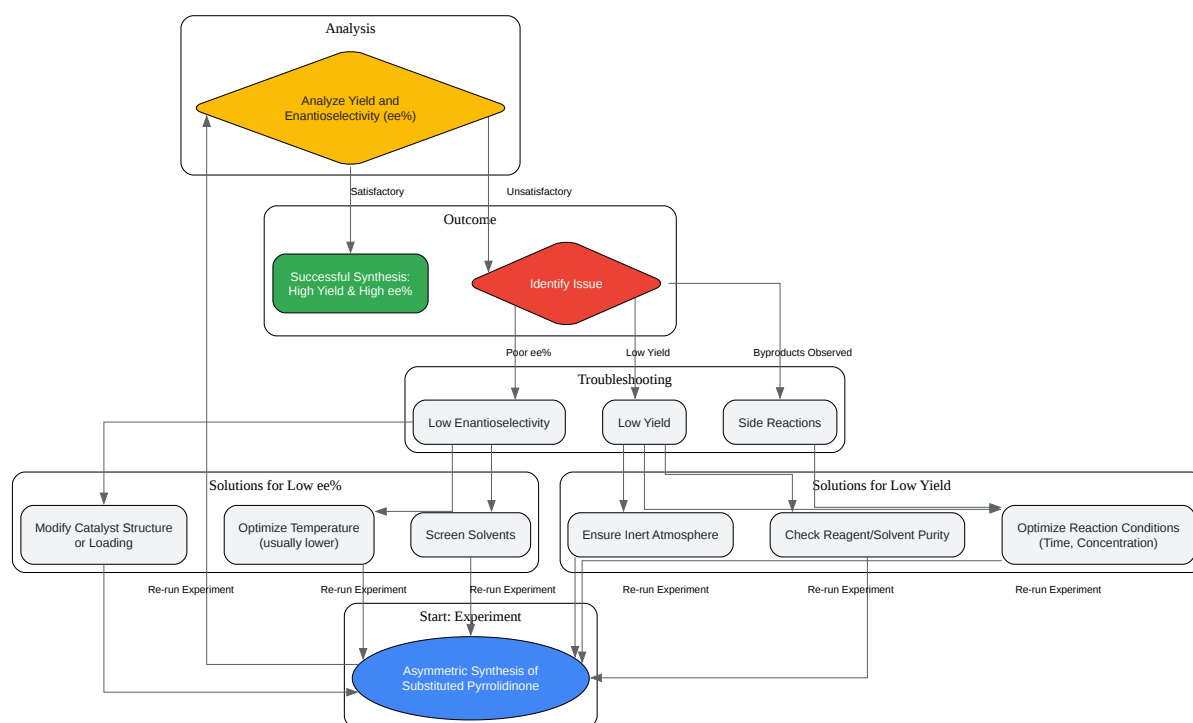 Analysis
Analyze Yield and
Enantioselectivity (ee%)
Satisfactory
Unsatisfactory
Outcome
Successful Synthesis:
High Yield & High ee%
Identify Issue
Poor ee%
Low Yield
Byproducts Observed
Troubleshooting
Low Enantioselectivity
Low Yield
Side Reactions
Solutions for Low ee%
Solutions for Low Yield
Modify Catalyst Structure
or Loading
Optimize Temperature
(usually lower)
Screen Solvents
Ensure Inert Atmosphere
Check Reagent/Solvent Purity
Optimize Reaction Conditions
(Time, Concentration)
Re-run Experiment
Re-run Experiment
Re-run Experiment
Re-run Experiment
Re-run Experiment
Re-run Experiment
Start: Experiment
Asymmetric Synthesis of
Substituted Pyrrolidinone